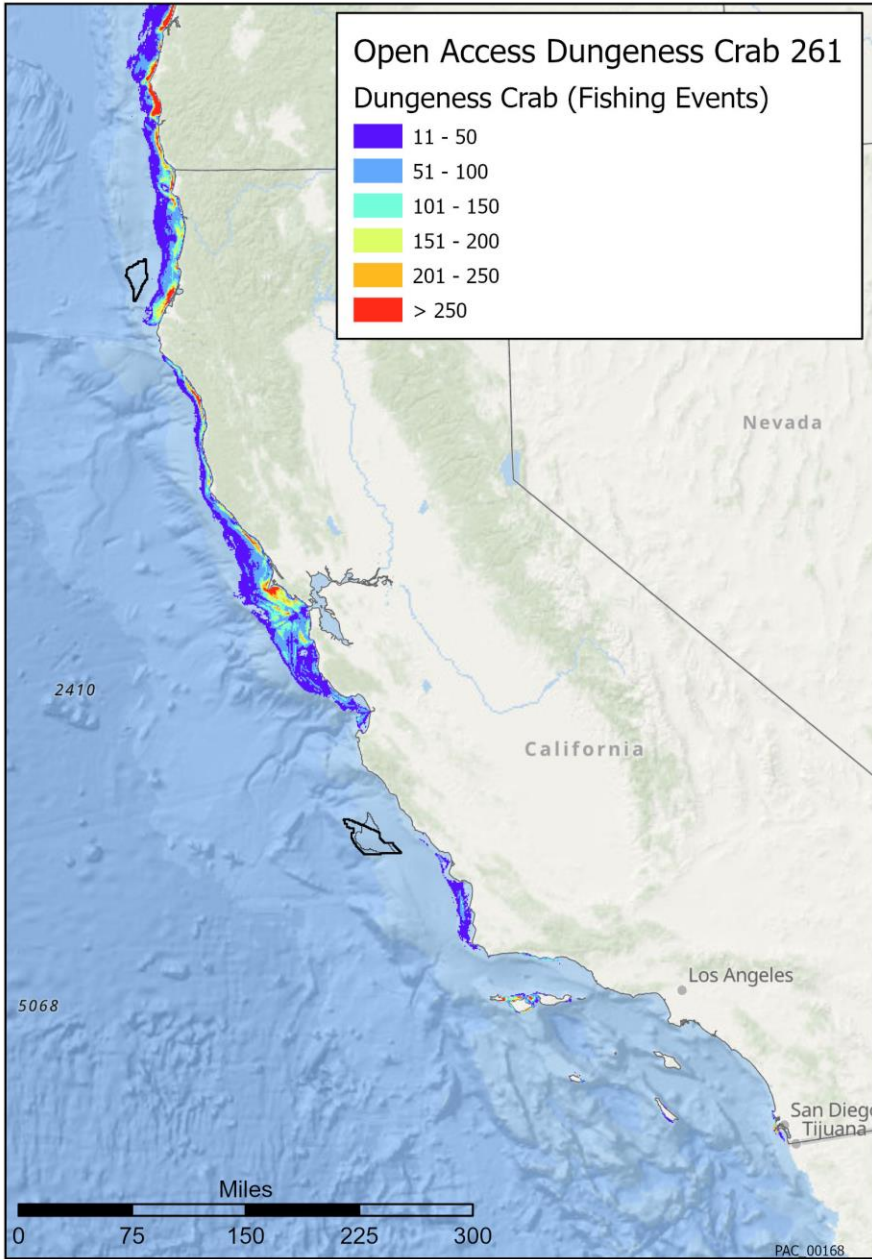 Open Access Dungeness Crab 261
Dungeness Crab (Fishing Events)
11 - 50
51 - 100
101 - 150
151 - 200
201 - 250
> 250
Nevada
2410
California
Los Angeles
5068
San Diego
Tijuana
Miles
0 75 150 225 300
PAC_00168